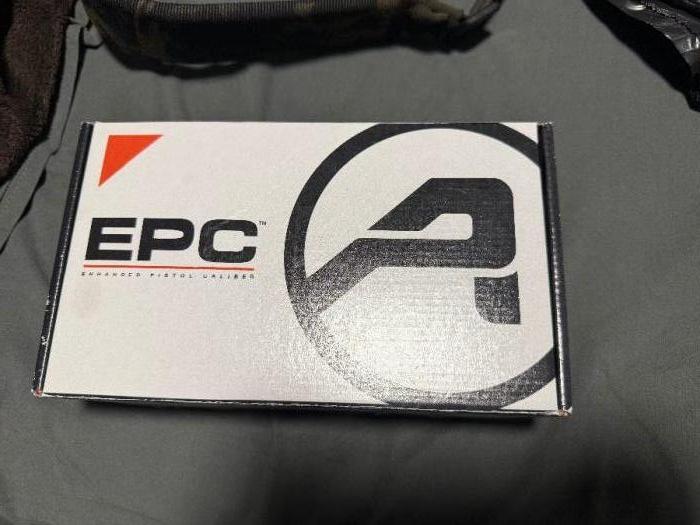 EPC™
ENHANCED PISTOL CALIBER